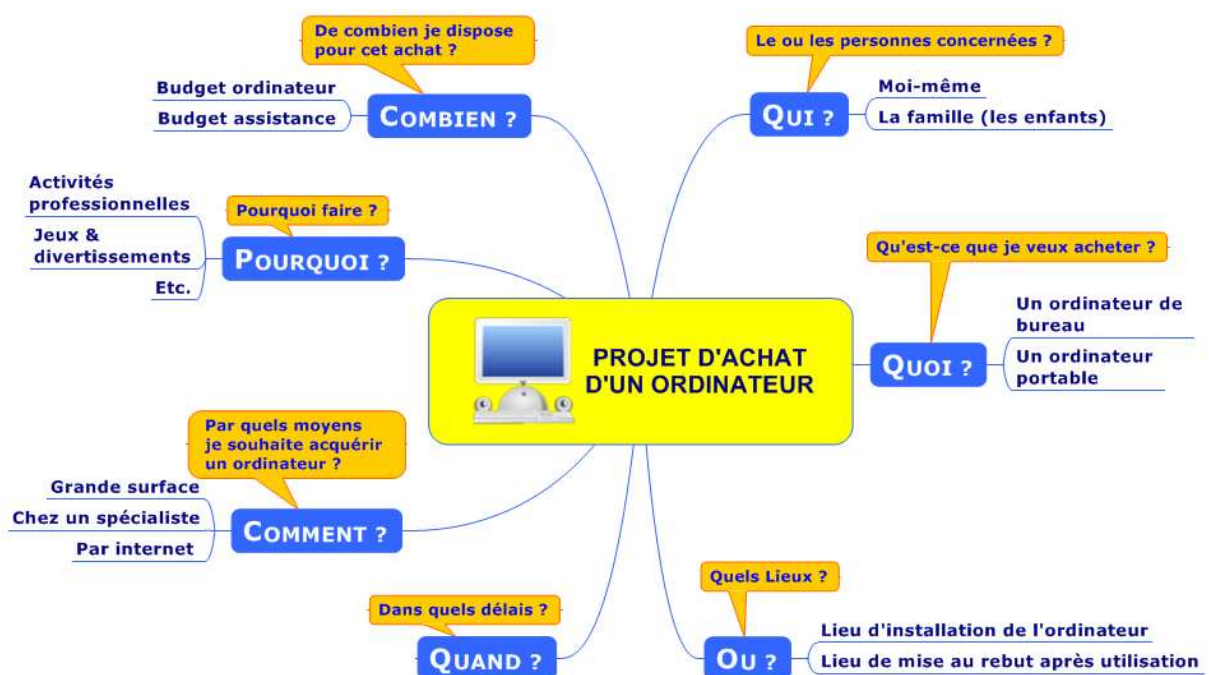 De combien je dispose
pour cet achat ?
Budget ordinateur
Budget assistance
COMBIEN ?
Le ou les personnes concernées ?
QUI ?
Moi-même
La famille (les enfants)
Activités
professionnelles
Jeux &
divertissements
Etc.
Pourquoi faire ?
POURQUOI ?
Qu'est-ce que je veux acheter ?
QUOI ?
Un ordinateur de
bureau
Un ordinateur
portable
PROJET D'ACHAT
D'UN ORDINATEUR
Par quels moyens
je souhaite acquérir
un ordinateur ?
Grande surface
Chez un spécialiste
Par internet
COMMENT ?
Dans quels délais ?
QUAND ?
Quels Lieux ?
OU ?
Lieu d'installation de l'ordinateur
Lieu de mise au rebut après utilisation